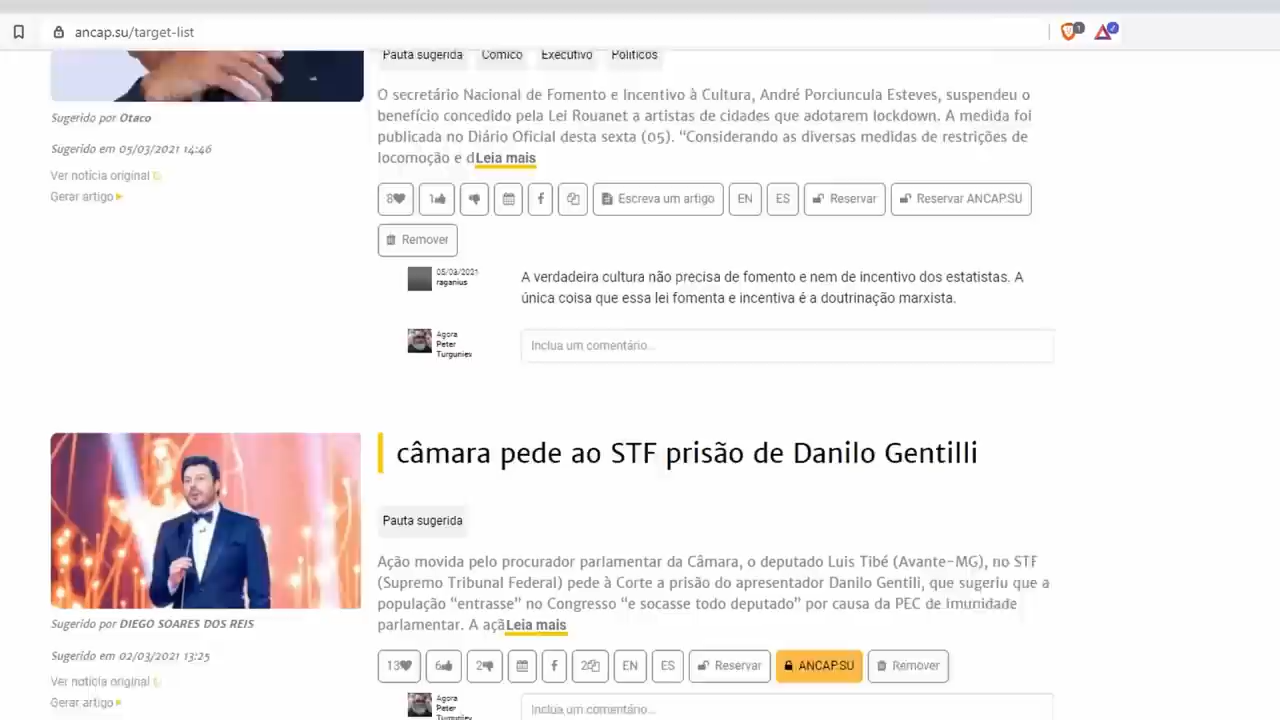 ancap.su/target-list
1
Pauta sugerida Cômico Executivo Políticos
O secretário Nacional de Fomento e Incentivo à Cultura, André Porciuncula Esteves, suspendeu o
benefício concedido pela Lei Rouanet a artistas de cidades que adotarem lockdown. A medida foi
publicada no Diário Oficial desta sexta (05). “Considerando as diversas medidas de restrições de
locomoção e dLeia mais
Sugerido por Otaco
Sugerido em 05/03/2021 14:46
Ver notícia original
Gerar artigo
8 1 Escreva um artigo EN ES Reservar Reservar ANCAP.SU
Remover
05/03/2021
raganius
A verdadeira cultura não precisa de fomento e nem de incentivo dos estatistas. A
única coisa que essa lei fomenta e incentiva é a doutrinação marxista.
Agora
Peter
Turguniev
Inclua um comentário...
câmara pede ao STF prisão de Danilo Gentilli
Pauta sugerida
Ação movida pelo procurador parlamentar da Câmara, o deputado Luis Tibé (Avante-MG), no STF
(Supremo Tribunal Federal) pede à Corte a prisão do apresentador Danilo Gentili, que sugeriu que a
população “entrasse” no Congresso “e socasse todo deputado” por causa da PEC de imunidade
parlamentar. A açãLeia mais
Sugerido por DIEGO SOARES DOS REIS
Sugerido em 02/03/2021 13:25
Ver notícia original
Gerar artigo
13 6 2 2 EN ES Reservar ANCAP.SU Remover
Agora
Peter
Turguniev
Inclua um comentário...